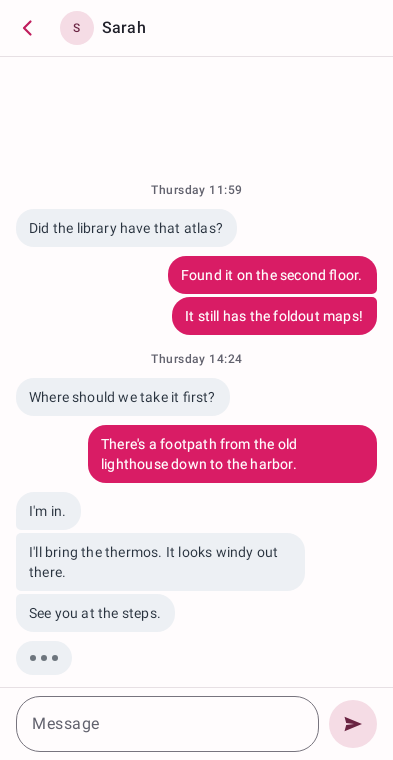 S
Sarah
Thursday 11:59
Did the library have that atlas?
Found it on the second floor.
It still has the foldout maps!
Thursday 14:24
Where should we take it first?
There's a footpath from the old
lighthouse down to the harbor.
I'm in.
I'll bring the thermos. It looks windy out
there.
See you at the steps.
Message